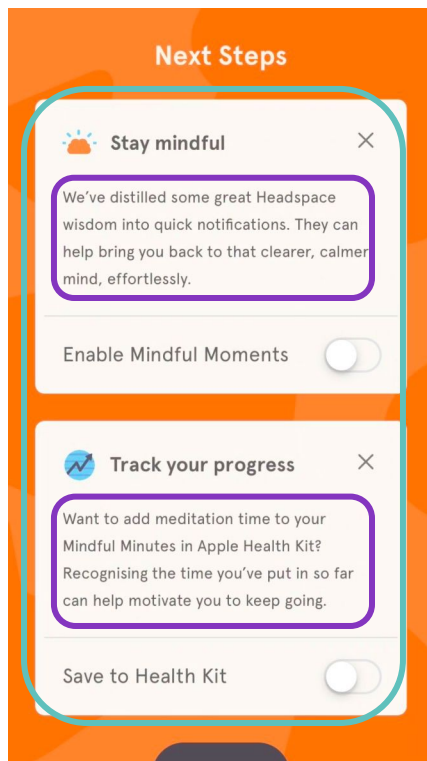 Next Steps
Stay mindful
We've distilled some great Headspace
wisdom into quick notifications. They can
help bring you back to that clearer, calmer
mind, effortlessly.
Enable Mindful Moments
Track your progress
Want to add meditation time to your
Mindful Minutes in Apple Health Kit?
Recognising the time you've put in so far
can help motivate you to keep going.
Save to Health Kit